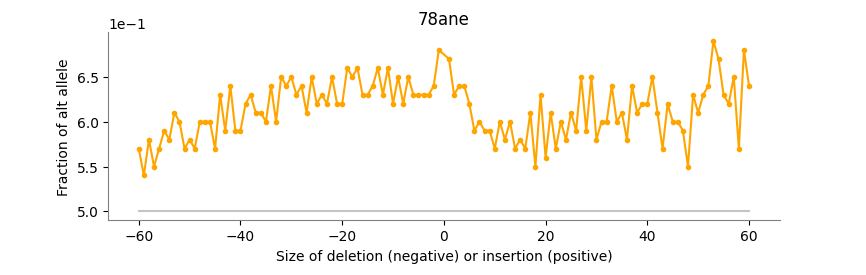 78ane
1e−1
6.5
6.0
5.5
5.0
Fraction of alt allele
−60 −40 −20 0 20 40 60
Size of deletion (negative) or insertion (positive)